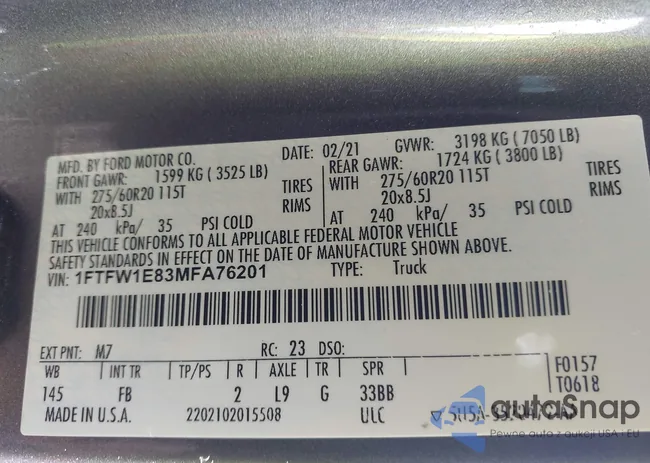 MFD. BY FORD MOTOR CO. DATE: 02/21 GVWR: 3198 KG ( 7050 LB)
FRONT GAWR: 1599 KG ( 3525 LB) REAR GAWR: 1724 KG ( 3800 LB)
WITH 275/60R20 115T TIRES WITH 275/60R20 115T TIRES
20x8.5J RIMS 20x8.5J RIMS
AT 240 kPa/ 35 PSI COLD AT 240 kPa/ 35 PSI COLD
THIS VEHICLE CONFORMS TO ALL APPLICABLE FEDERAL MOTOR VEHICLE
SAFETY STANDARDS IN EFFECT ON THE DATE OF MANUFACTURE SHOWN ABOVE.
VIN: 1FTFW1E83MFA76201 TYPE: Truck
EXT PNT: M7 RC: 23 DSO:
WB INT TR TP/PS R AXLE TR SPR
145 FB 2 L9 G 33BB
F0157
T0618
MADE IN U.S.A. 2202102015508 ULC
autoSnap
Pewne auta z aukcji USA i EU